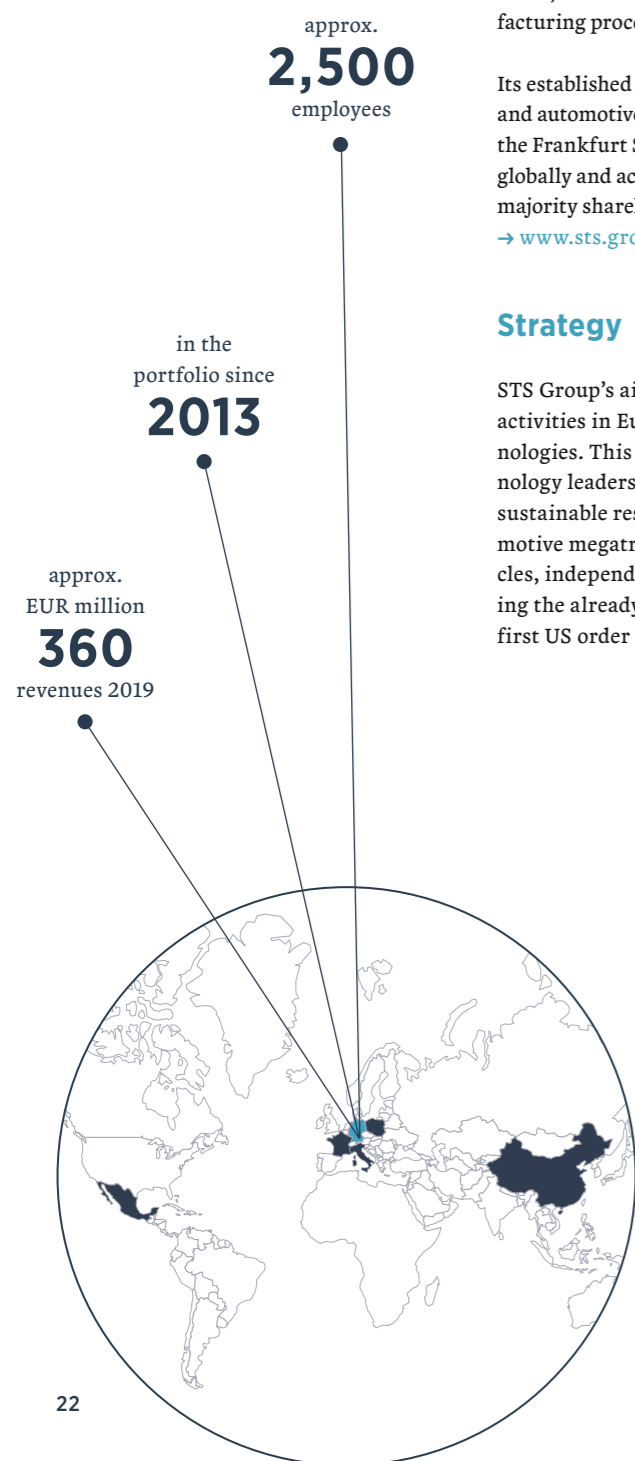 approx.
2,500
employees
in the
portfolio since
2013
approx.
EUR million
360
revenues 2019
facturing proce
Its established
and automotive
the Frankfurt S
globally and ac
majority shareh
→ www.sts.gro
Strategy
STS Group’s ai
activities in Eu
nologies. This
nology leaders
sustainable res
motive megatr
cles, independ
ing the already
first US order
22